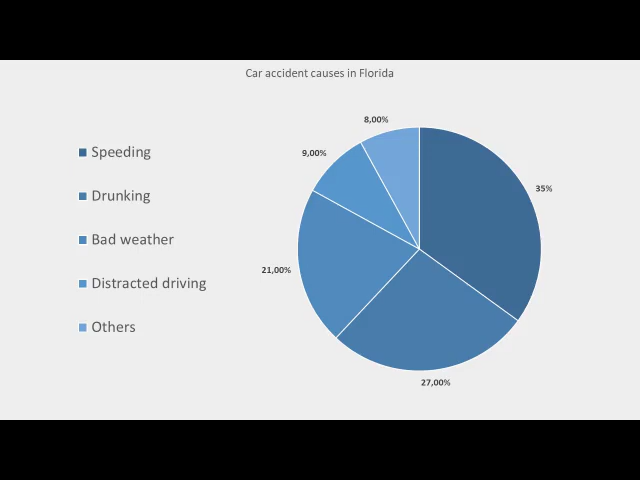 Car accident causes in Florida
8,00%
9,00%
Speeding
35%
Drunking
Bad weather
21,00%
Distracted driving
Others
27,00%